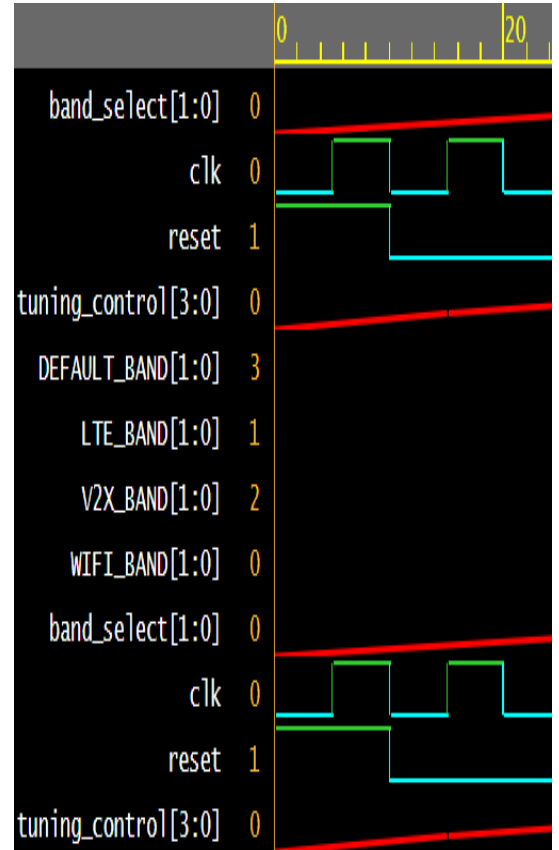 0 20
band_select[1:0] 0
clk 0
reset 1
tuning_control[3:0] 0
DEFAULT_BAND[1:0] 3
LTE_BAND[1:0] 1
V2X_BAND[1:0] 2
WIFI_BAND[1:0] 0
band_select[1:0] 0
clk 0
reset 1
tuning_control[3:0] 0